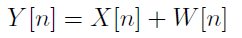 Y[n] = X[n] + W[n]